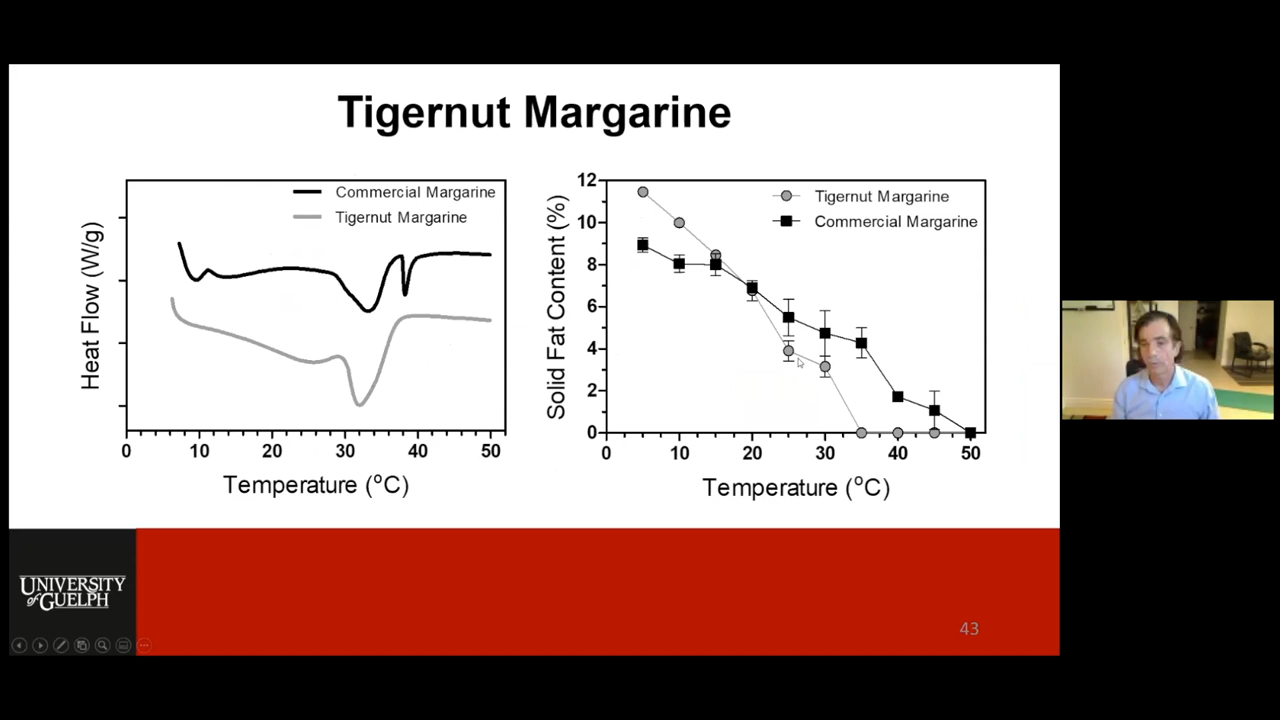 Tigernut Margarine
Commercial Margarine
Tigernut Margarine
Heat Flow (W/g)
0 10 20 30 40 50
Temperature (ºC)
Tigernut Margarine
Commercial Margarine
Solid Fat Content (%)
12
10
8
6
4
2
0
0 10 20 30 40 50
Temperature (ºC)
UNIVERSITY
of GUELPH
43